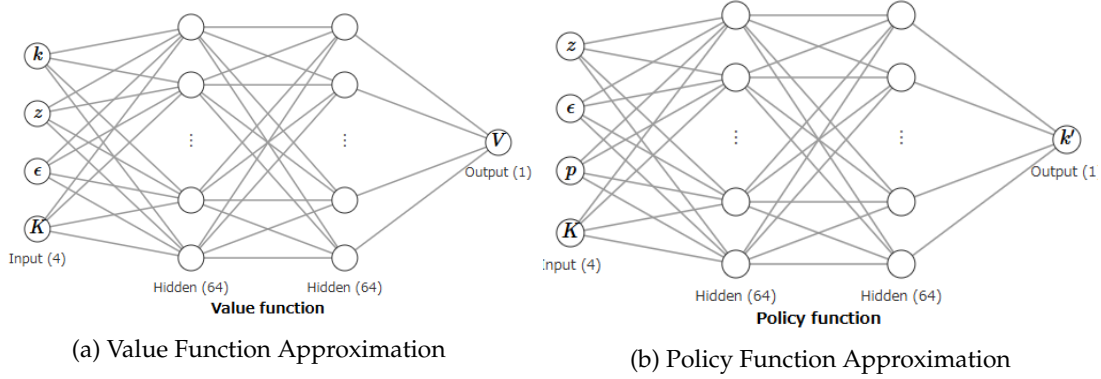 k
z
ϵ
K
Input (4)
⋮
⋮
Hidden (64)
Hidden (64)
V
Output (1)
Value function
(a) Value Function Approximation
z
ϵ
p
K
Input (4)
⋮
⋮
Hidden (64)
Hidden (64)
k′
Output (1
Policy function
(b) Policy Function Approximation